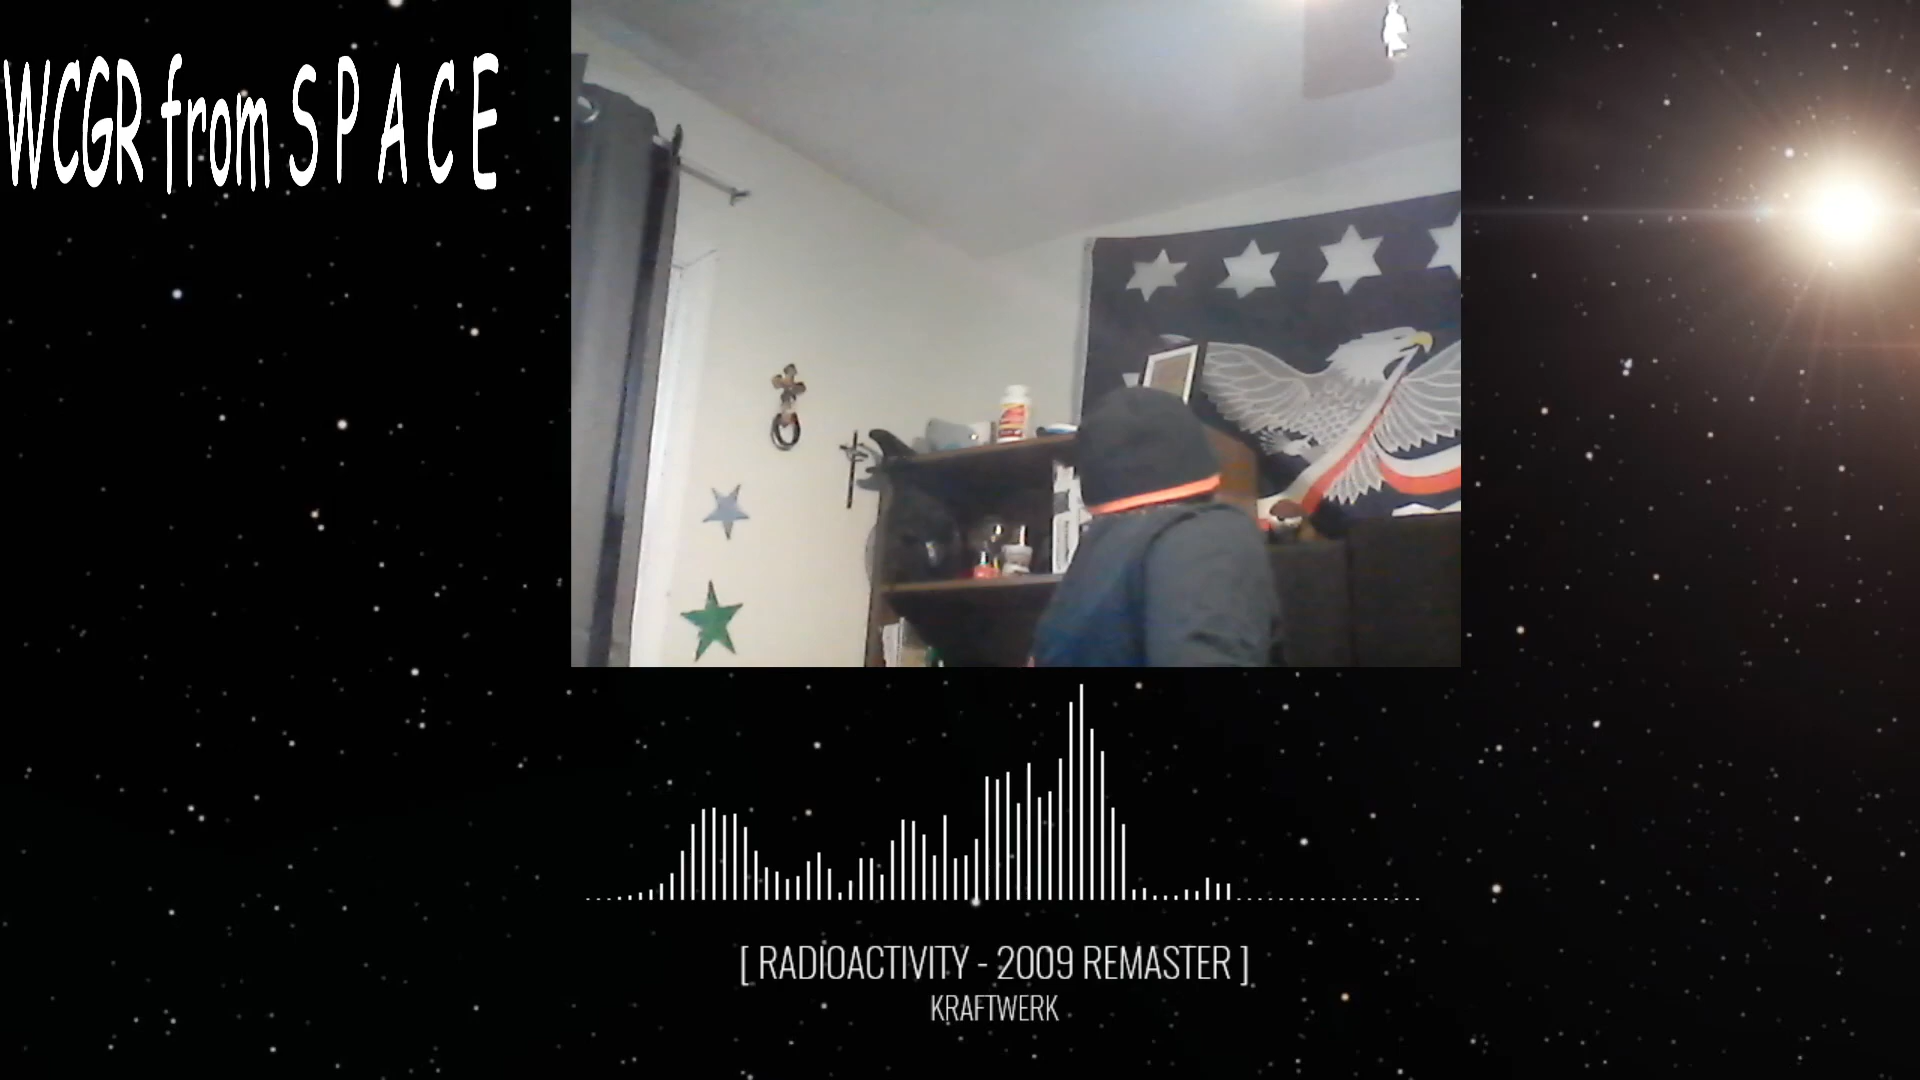 WCGR from S P A C E
[ RADIOACTIVITY - 2009 REMASTER ]
KRAFTWERK